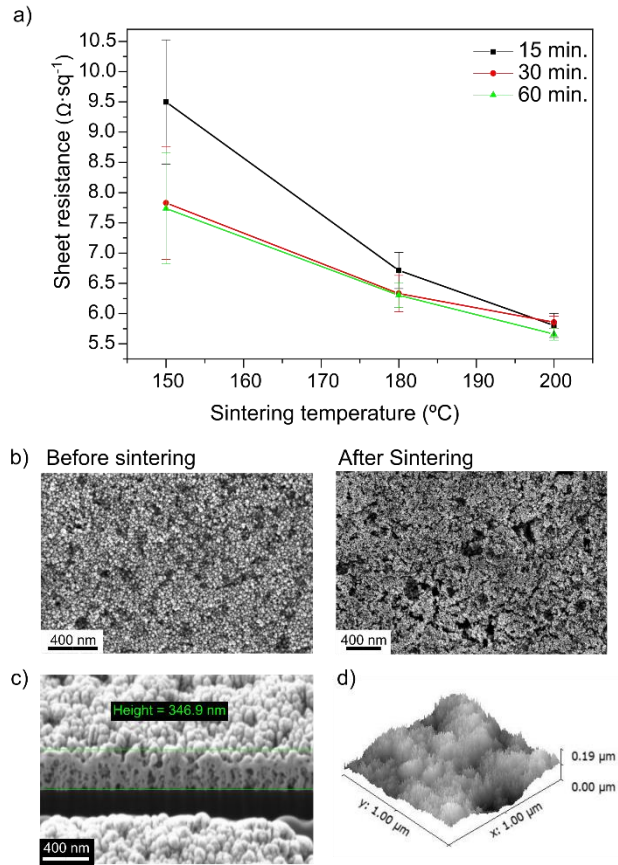 a)
10.5
10.0
9.5
9.0
8.5
8.0
7.5
7.0
6.5
6.0
5.5
Sheet resistance (Ω·sq⁻¹)
15 min.
30 min.
60 min.
150 160 170 180 190 200
Sintering temperature (ºC)
b) Before sintering After Sintering
400 nm 400 nm
c) d)
Height = 346.9 nm
0.19 µm
0.00 µm
y: 1.00 µm x: 1.00 µm
400 nm